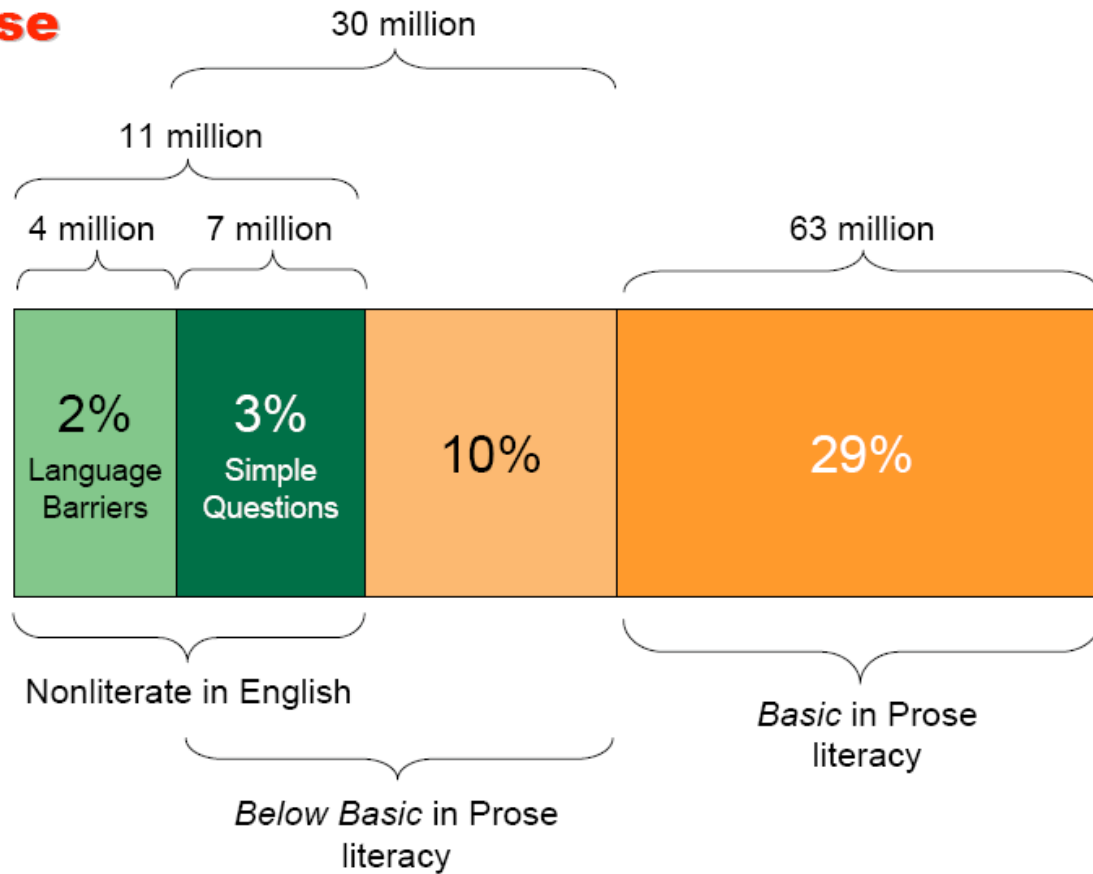 30 million
11 million
4 million
7 million
63 million
2%
Language
Barriers
3%
Simple
Questions
10%
29%
Nonliterate in English
Basic in Prose
literacy
Below Basic in Prose
literacy